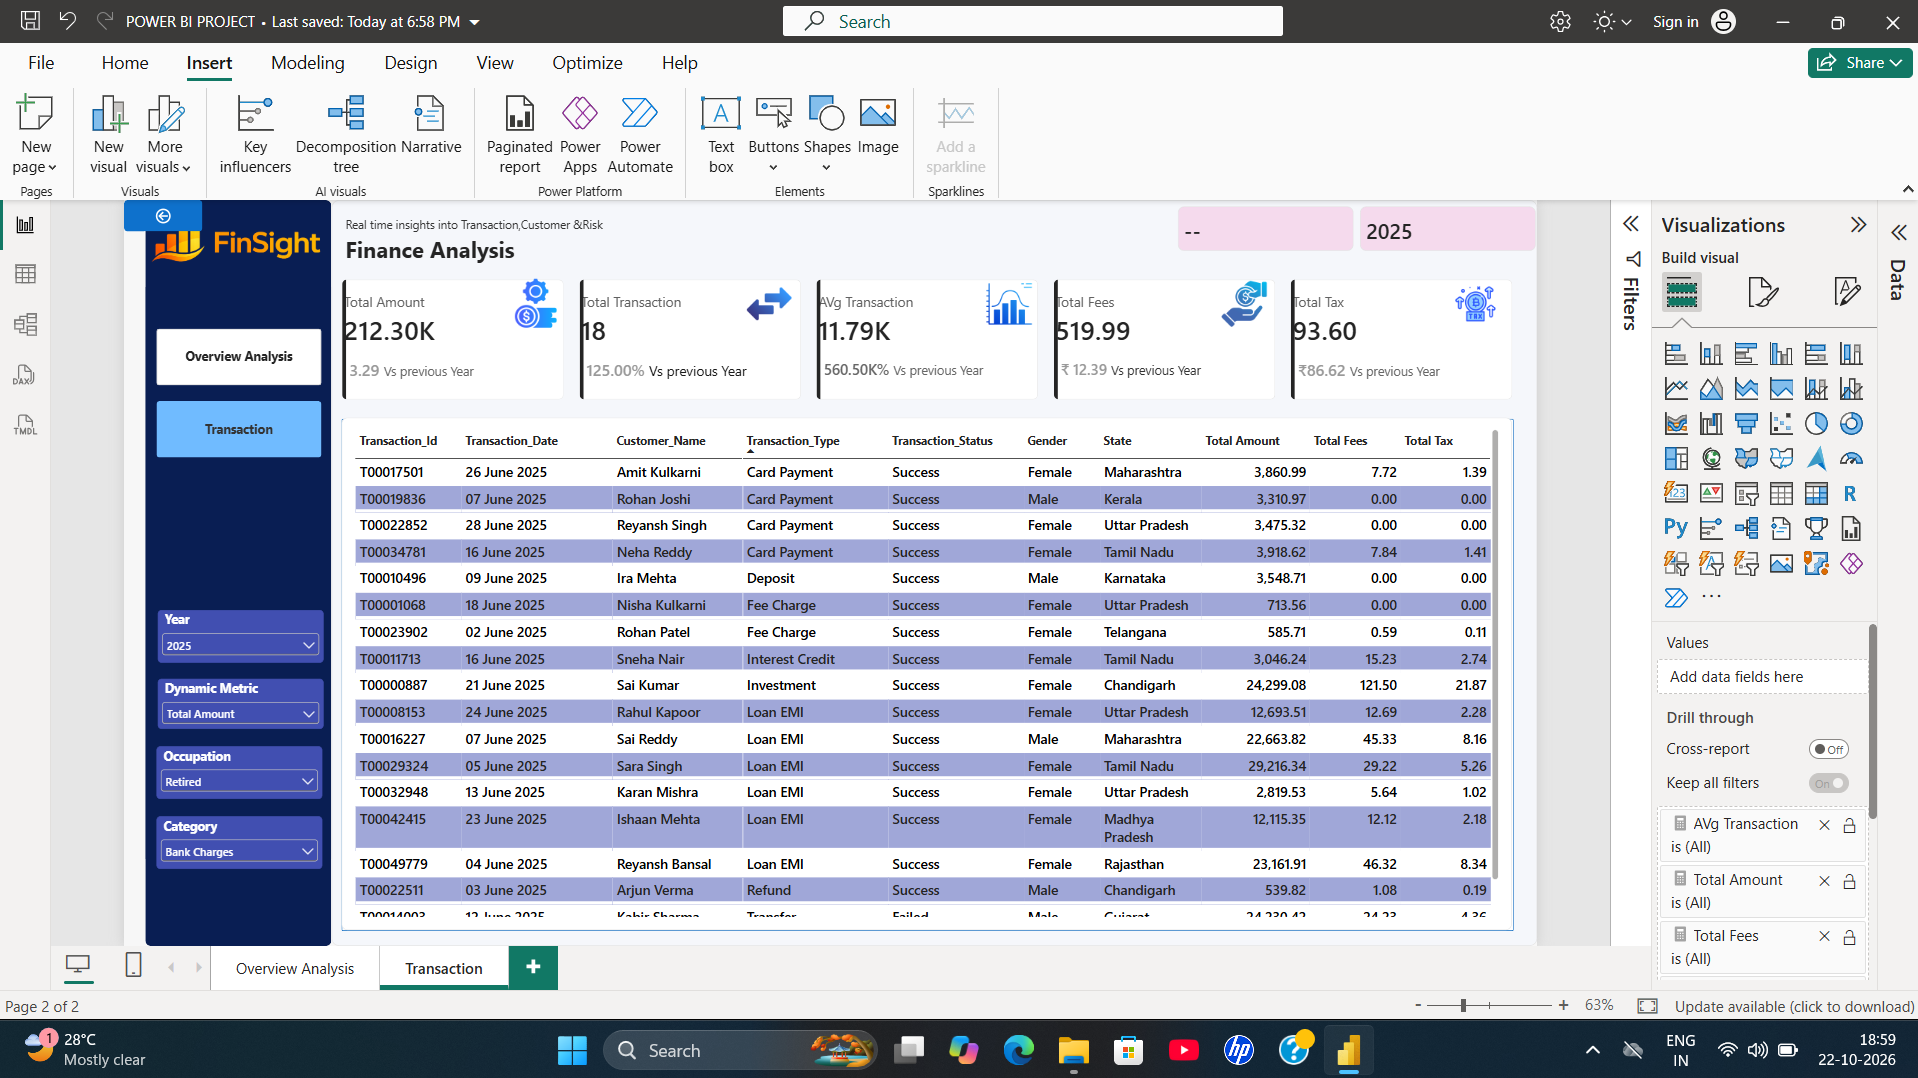 POWER BI PROJECT • Last saved: Today at 6:58 PM
Search
Sign in
File Home Insert Modeling Design View Optimize Help
Share
New page
New visual
More visuals
Key influencers
Decomposition tree
Narrative
Paginated report
Power Apps
Power Automate
Text box
Buttons
Shapes
Image
Add a sparkline
Pages
Visuals
AI visuals
Power Platform
Elements
Sparklines
DAX
TMDL
FinSight
Real time insights into Transaction,Customer &Risk
Finance Analysis
--
2025
Total Amount
212.30K
3.29 Vs previous Year
Total Transaction
18
125.00% Vs previous Year
AVg Transaction
11.79K
560.50K% Vs previous Year
Total Fees
519.99
₹ 12.39 Vs previous Year
Total Tax
93.60
₹86.62 Vs previous Year
Overview Analysis
Transaction
Year
2025
Dynamic Metric
Total Amount
Occupation
Retired
Category
Bank Charges
Transaction_Id Transaction_Date Customer_Name Transaction_Type Transaction_Status Gender State Total Amount Total Fees Total Tax
T00017501 26 June 2025 Amit Kulkarni Card Payment Success Female Maharashtra 3,860.99 7.72 1.39
T00019836 07 June 2025 Rohan Joshi Card Payment Success Male Kerala 3,310.97 0.00 0.00
T00022852 28 June 2025 Reyansh Singh Card Payment Success Female Uttar Pradesh 3,475.32 0.00 0.00
T00034781 16 June 2025 Neha Reddy Card Payment Success Female Tamil Nadu 3,918.62 7.84 1.41
T00010496 09 June 2025 Ira Mehta Deposit Success Male Karnataka 3,548.71 0.00 0.00
T00001068 18 June 2025 Nisha Kulkarni Fee Charge Success Female Uttar Pradesh 713.56 0.00 0.00
T00023902 02 June 2025 Rohan Patel Fee Charge Success Female Telangana 585.71 0.59 0.11
T00011713 16 June 2025 Sneha Nair Interest Credit Success Female Tamil Nadu 3,046.24 15.23 2.74
T00000887 21 June 2025 Sai Kumar Investment Success Female Chandigarh 24,299.08 121.50 21.87
T00008153 24 June 2025 Rahul Kapoor Loan EMI Success Female Uttar Pradesh 12,693.51 12.69 2.28
T00016227 07 June 2025 Sai Reddy Loan EMI Success Male Maharashtra 22,663.82 45.33 8.16
T00029324 05 June 2025 Sara Singh Loan EMI Success Female Tamil Nadu 29,216.34 29.22 5.26
T00032948 13 June 2025 Karan Mishra Loan EMI Success Female Uttar Pradesh 2,819.53 5.64 1.02
T00042415 23 June 2025 Ishaan Mehta Loan EMI Success Female Madhya Pradesh 12,115.35 12.12 2.18
T00049779 04 June 2025 Reyansh Bansal Loan EMI Success Female Rajasthan 23,161.91 46.32 8.34
T00022511 03 June 2025 Arjun Verma Refund Success Male Chandigarh 539.82 1.08 0.19
T00014003 12 June 2025 Kabir Sharma Transfer Failed Male Gujarat 24,230.42 24.23 4.36
Filters
Visualizations
Data
Build visual
123
R
Py
Values
Add data fields here
Drill through
Cross-report
Off
Keep all filters
On
AVg Transaction
is (All)
Total Amount
is (All)
Total Fees
is (All)
Overview Analysis Transaction +
Page 2 of 2
- + 63%
Update available (click to download)
1
28°C
Mostly clear
Search
hp
ENG
IN
18:59
22-10-2026